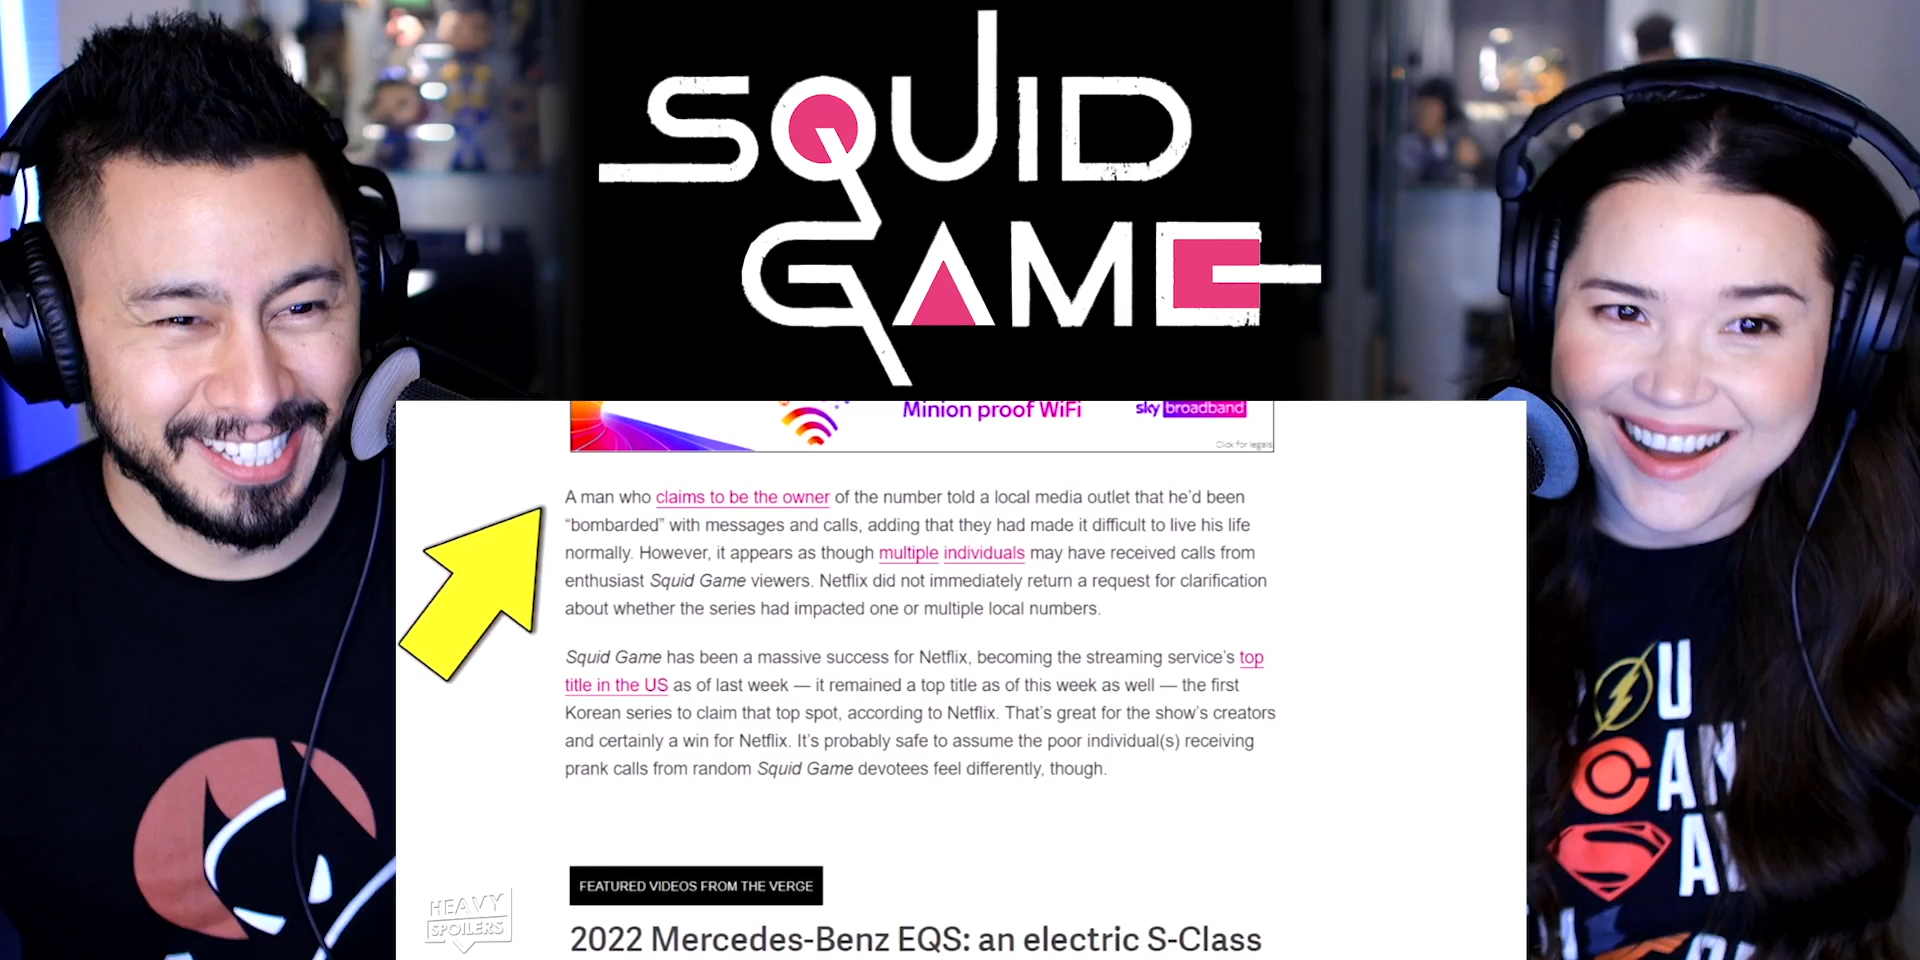 SQUID
GAME
Minion proof WiFi
sky broadband
Click for legals
A man who claims to be the owner of the number told a local media outlet that he'd been
“bombarded” with messages and calls, adding that they had made it difficult to live his life
normally. However, it appears as though multiple individuals may have received calls from
enthusiast Squid Game viewers. Netflix did not immediately return a request for clarification
about whether the series had impacted one or multiple local numbers.
Squid Game has been a massive success for Netflix, becoming the streaming service's top
title in the US as of last week — it remained a top title as of this week as well — the first
Korean series to claim that top spot, according to Netflix. That's great for the show's creators
and certainly a win for Netflix. It's probably safe to assume the poor individual(s) receiving
prank calls from random Squid Game devotees feel differently, though.
FEATURED VIDEOS FROM THE VERGE
2022 Mercedes-Benz EQS: an electric S-Class
HEAVY
SPOILERS
U
CAN